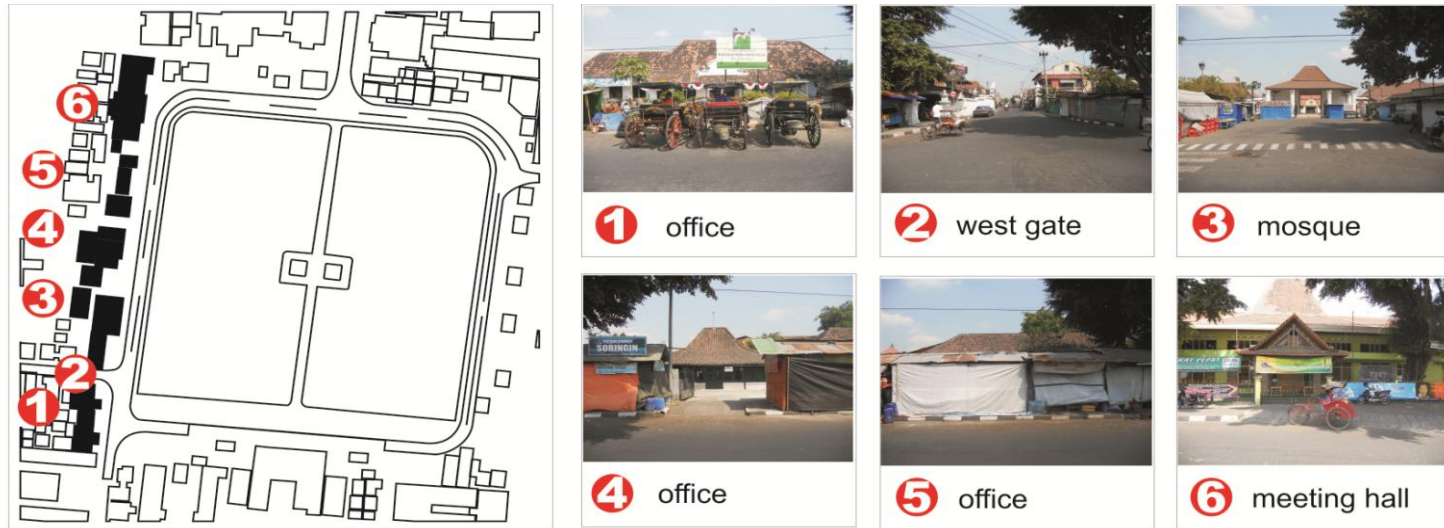 6
5
4
3
2
1
1 office
2 west gate
3 mosque
SORINGIN
4 office
5 office
6 meeting hall